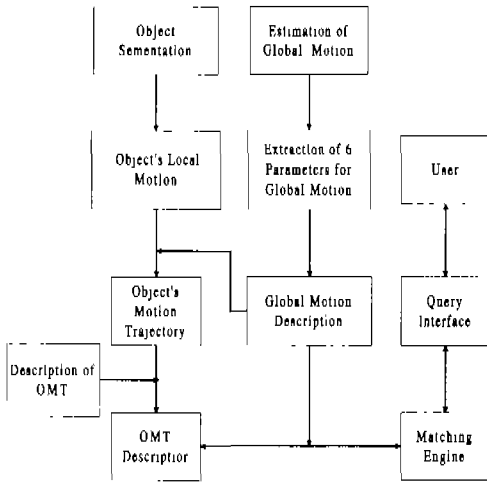 Object
Sementation
Estimation of
Global Motion
Object's Local
Motion
Extraction of 6
Parameters for
Global Motion
User
Object's
Motion
Trajectory
Global Motion
Description
Query
Interface
Description of
OMT
OMT
Description
Matching
Engine